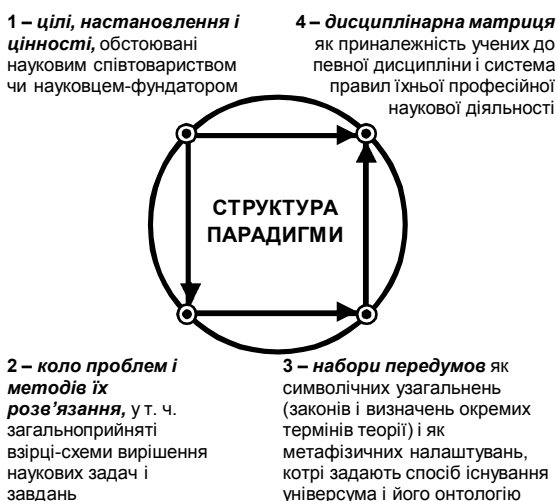 1 – цілі, настановлення і
цінності, обстоювані
науковим співтовариством
чи науковцем-фундатором
4 – дисциплінарна матриця
як приналежність учених до
певної дисципліни і система
правил їхньої професійної
наукової діяльності
СТРУКТУРА
ПАРАДИГМИ
2 – коло проблем і
методів їх
розв’язання, у т. ч.
загальноприйняті
взірці-схеми вирішення
наукових задач і
завдань
3 – набори передумов як
символічних узагальнень
(законів і визначень окремих
термінів теорії) і як
метафізичних налаштувань,
котрі задають спосіб існування
універсума і його онтологію